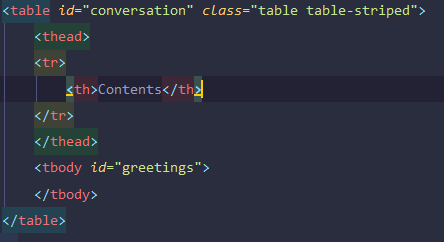 <table id="conversation" class="table table-striped">
<thead>
<tr>
<th>Contents</th>
</tr>
</thead>
<tbody id="greetings">
</tbody>
</table>